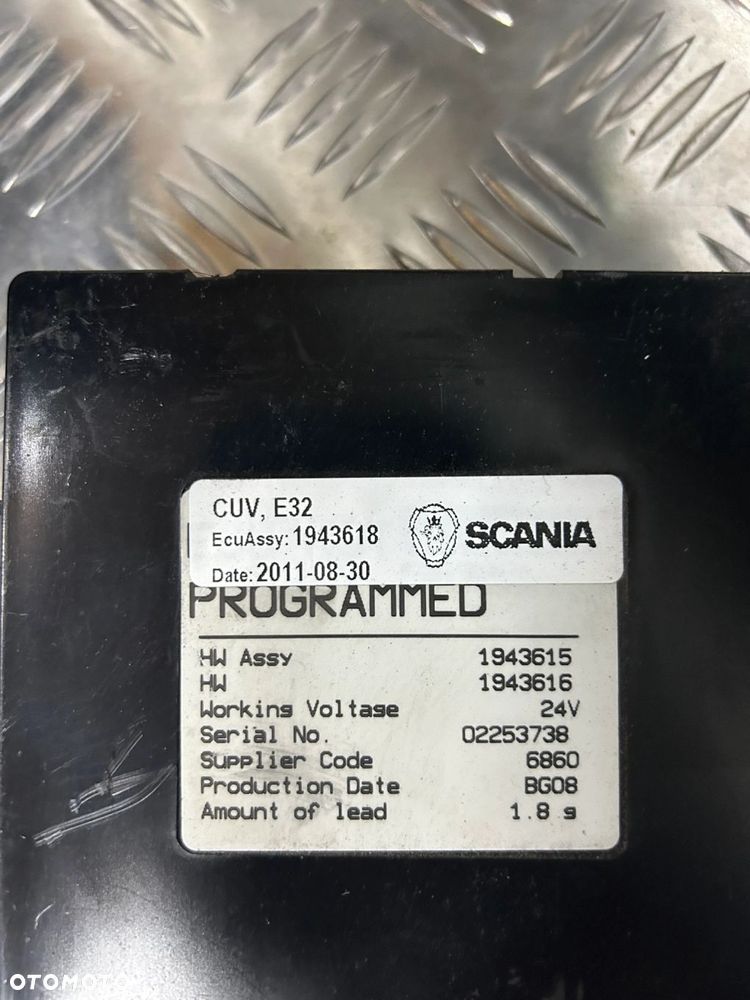 CUV, E32
EcuAssy: 1943618
SCANIA
Date: 2011-08-30
PROGRAMMED
HW Assy 1943615
HW 1943616
Working Voltage 24V
Serial No. 02253738
Supplier Code 6860
Production Date BG08
Amount of lead 1.8 g
OTOMOTO